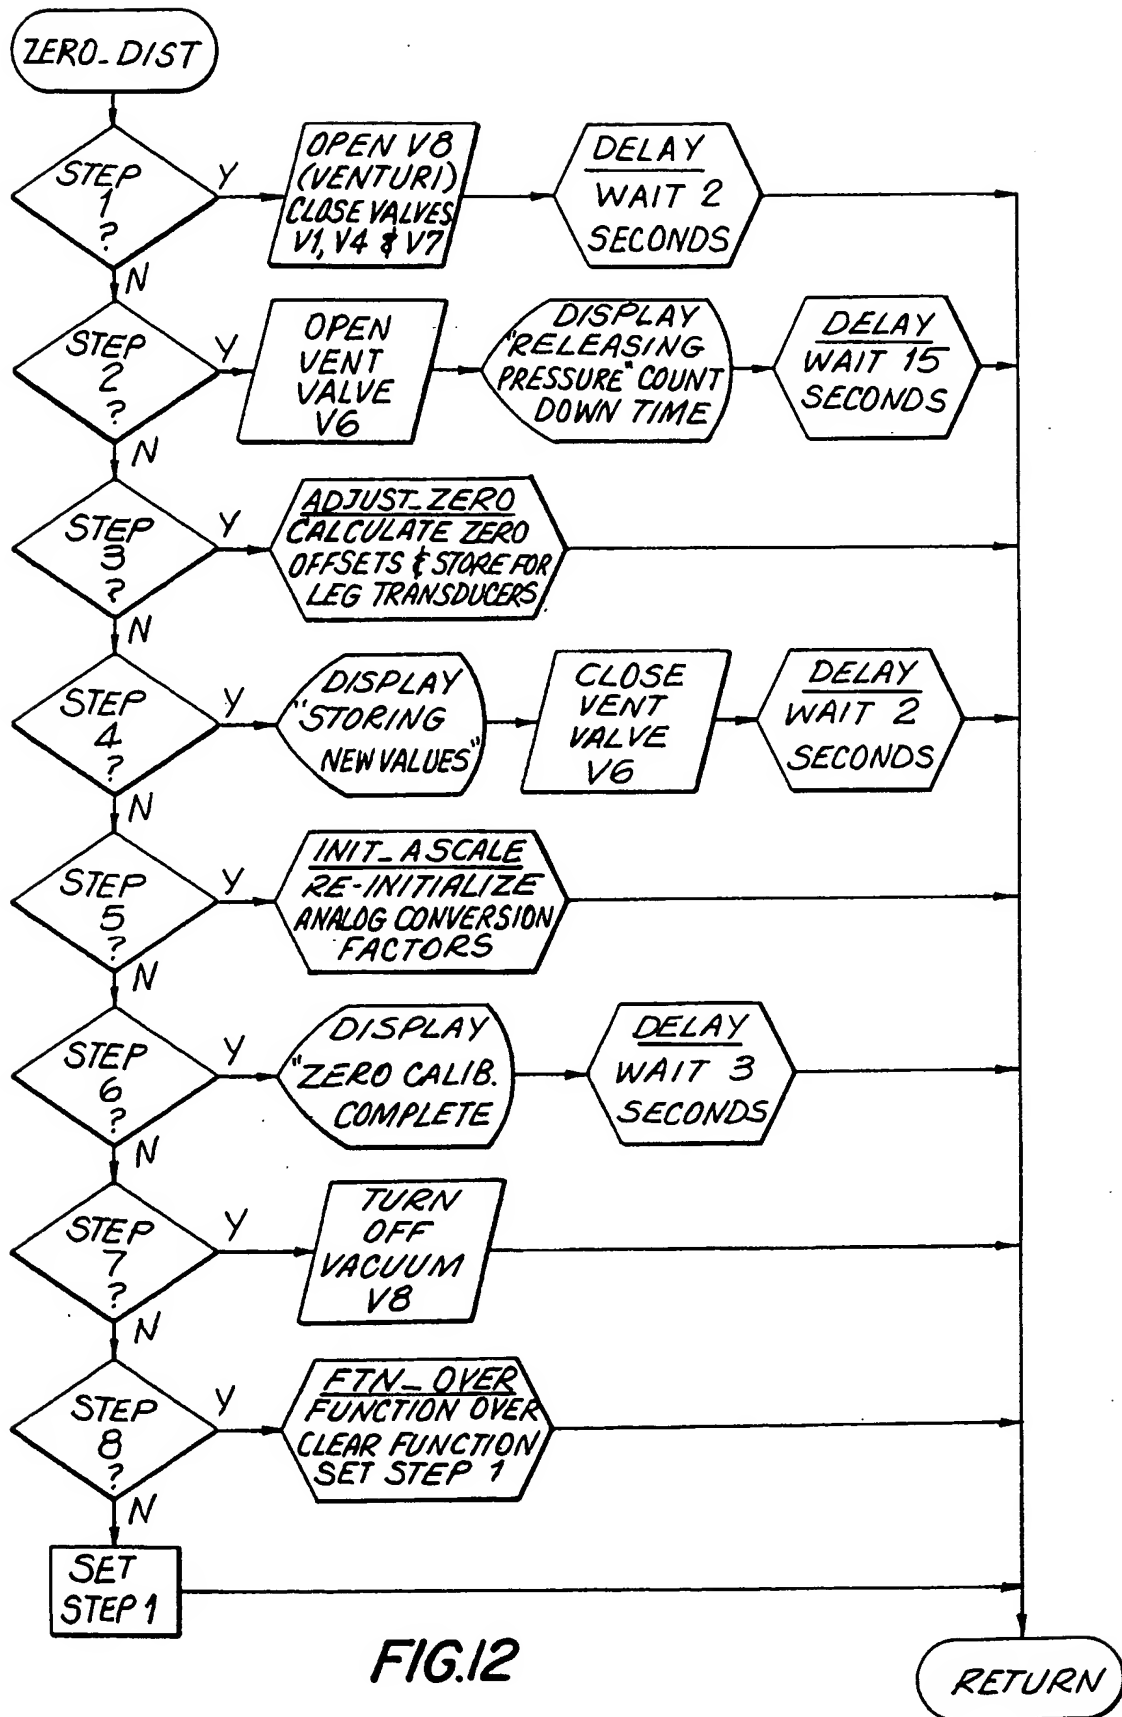 ZERO_DIST
STEP
1
?
Y
OPEN V8
(VENTURI)
CLOSE VALVES
V1, V4 & V7
DELAY
WAIT 2
SECONDS
N
STEP
2
?
Y
OPEN
VENT
VALVE
V6
DISPLAY
"RELEASING
PRESSURE" COUNT
DOWN TIME
DELAY
WAIT 15
SECONDS
N
STEP
3
?
Y
ADJUST_ZERO
CALCULATE ZERO
OFFSETS & STORE FOR
LEG TRANSDUCERS
N
STEP
4
?
Y
DISPLAY
"STORING
NEW VALUES"
CLOSE
VENT
VALVE
V6
DELAY
WAIT 2
SECONDS
N
STEP
5
?
Y
INIT_ASCALE
RE-INITIALIZE
ANALOG CONVERSION
FACTORS
N
STEP
6
?
Y
DISPLAY
"ZERO CALIB.
COMPLETE
DELAY
WAIT 3
SECONDS
N
STEP
7
?
Y
TURN
OFF
VACUUM
V8
N
STEP
8
?
Y
FTN_OVER
FUNCTION OVER
CLEAR FUNCTION
SET STEP 1
N
SET
STEP 1
FIG.12
RETURN